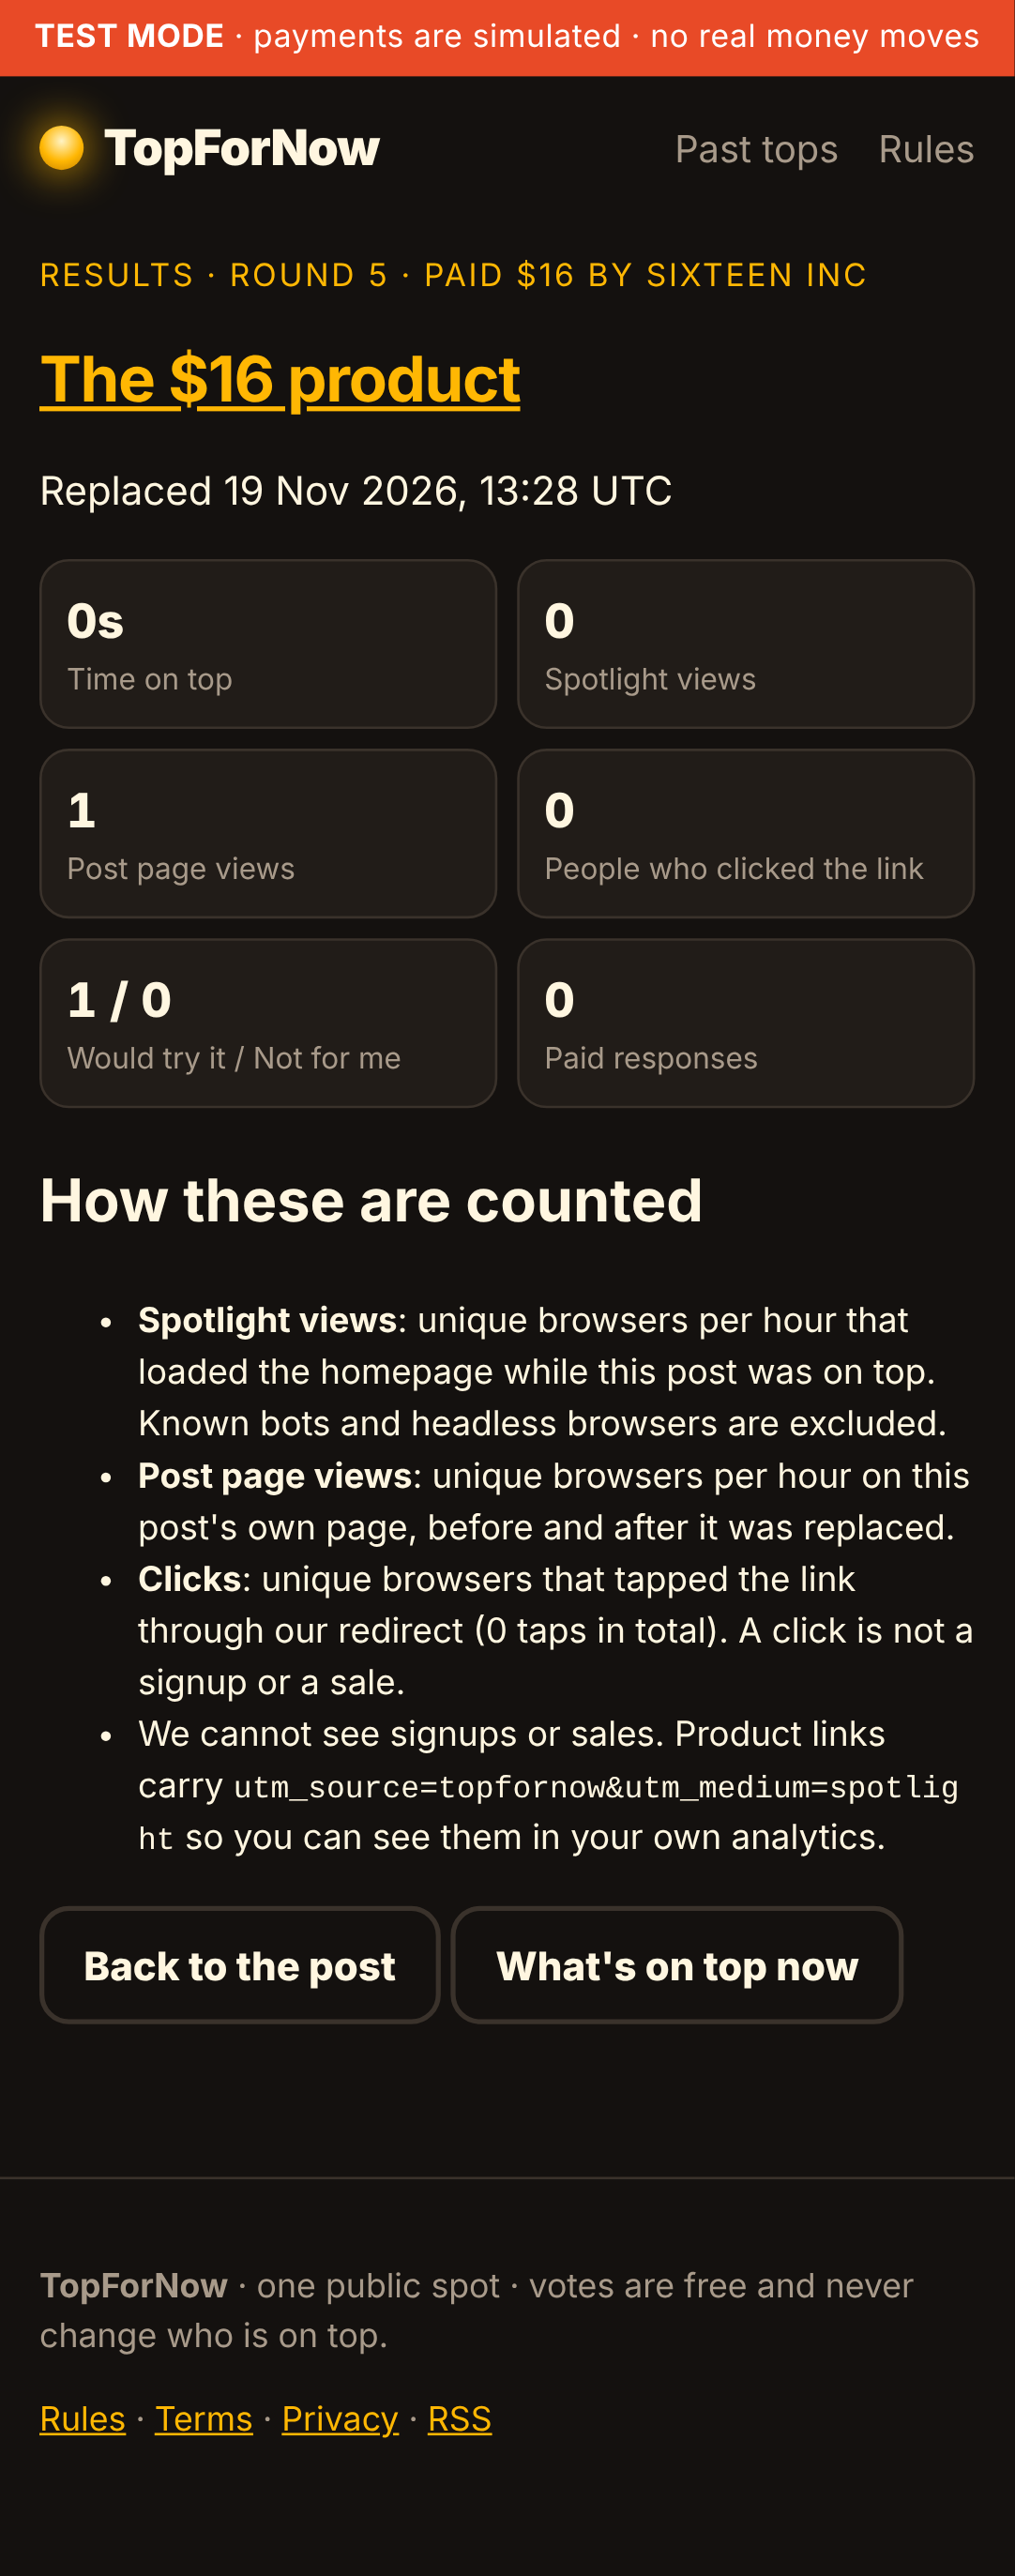 TEST MODE · payments are simulated · no real money moves
TopForNow
Past tops Rules
RESULTS · ROUND 5 · PAID $16 BY SIXTEEN INC
The $16 product
Replaced 19 Nov 2026, 13:28 UTC
0s
Time on top
0
Spotlight views
1
Post page views
0
People who clicked the link
1 / 0
Would try it / Not for me
0
Paid responses
How these are counted
• Spotlight views: unique browsers per hour that
loaded the homepage while this post was on top.
Known bots and headless browsers are excluded.
• Post page views: unique browsers per hour on this
post's own page, before and after it was replaced.
• Clicks: unique browsers that tapped the link
through our redirect (0 taps in total). A click is not a
signup or a sale.
• We cannot see signups or sales. Product links
carry utm_source=topfornow&utm_medium=spotlig
ht so you can see them in your own analytics.
Back to the post
What's on top now
TopForNow · one public spot · votes are free and never
change who is on top.
Rules · Terms · Privacy · RSS